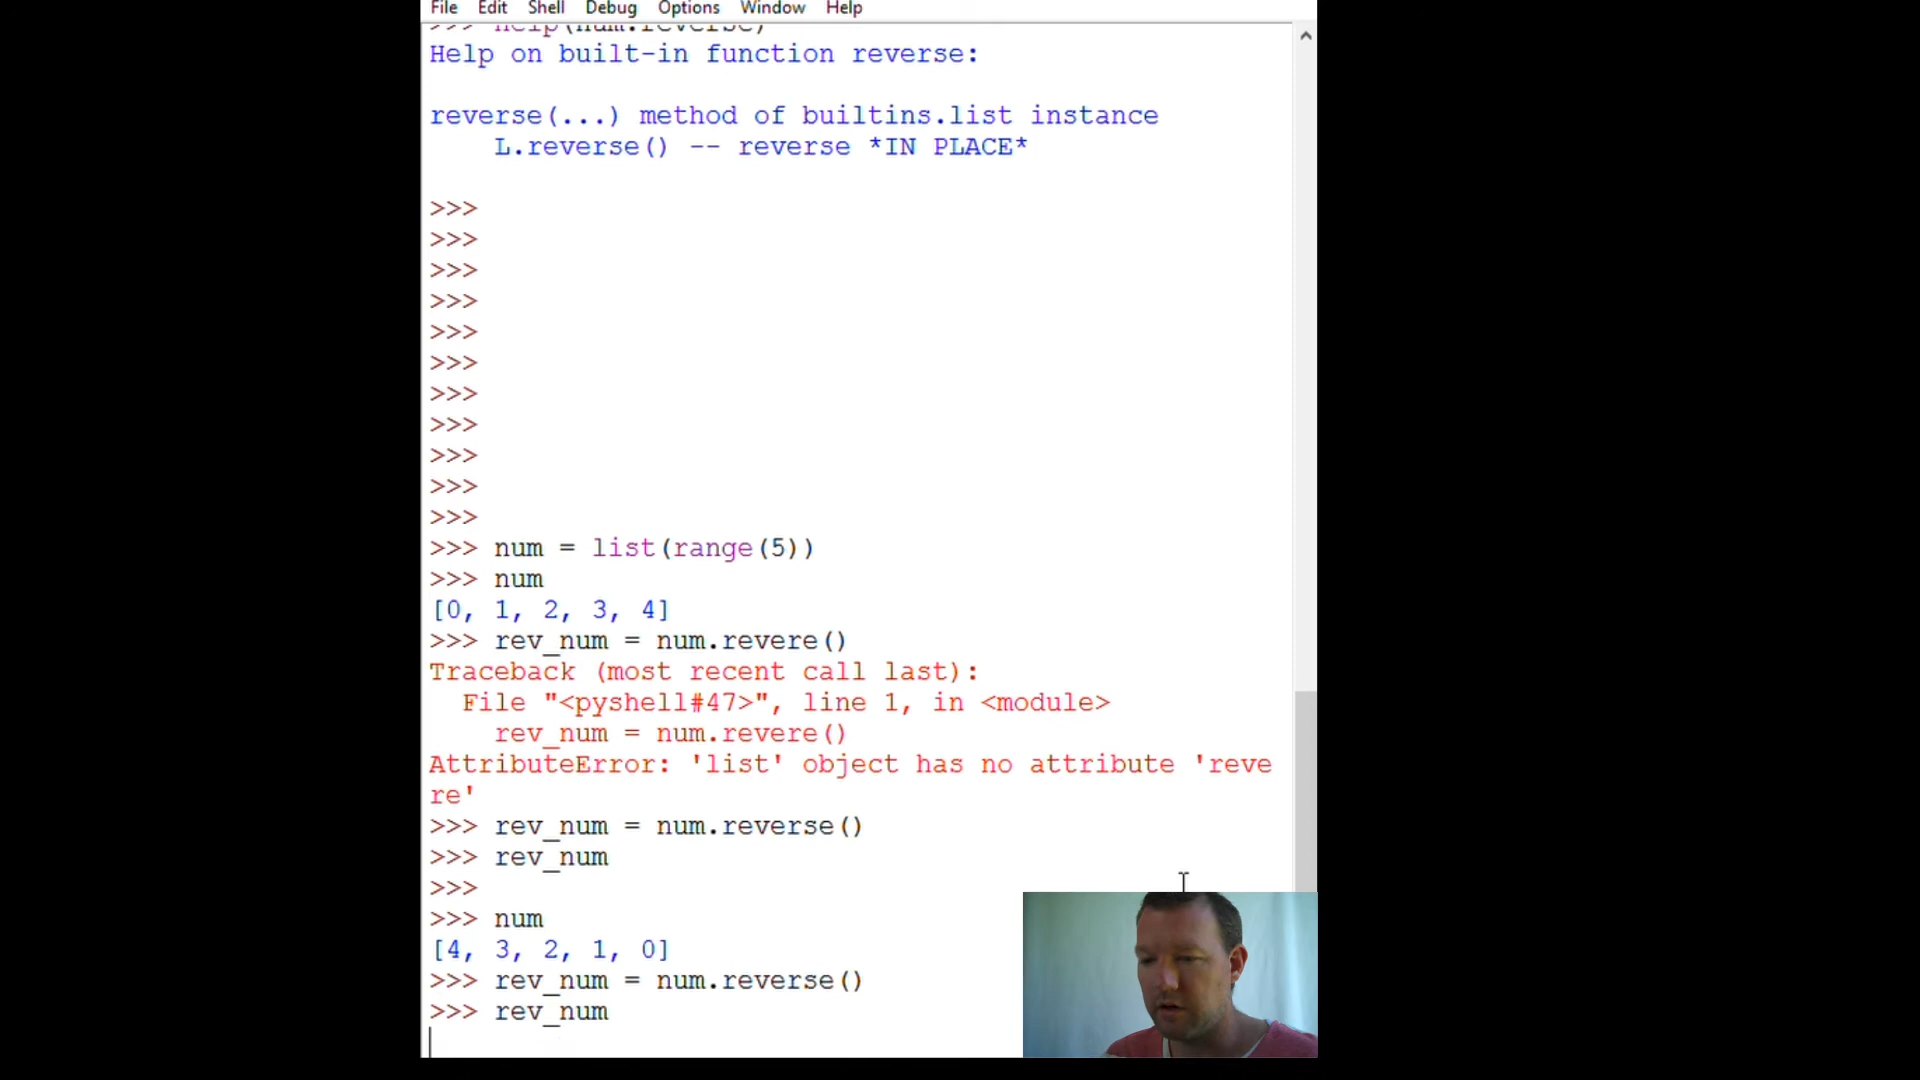 File Edit Shell Debug Options Window Help
>>> help(num.reverse)
Help on built-in function reverse:
reverse(...) method of builtins.list instance
L.reverse() -- reverse *IN PLACE*
>>>
>>>
>>>
>>>
>>>
>>>
>>>
>>>
>>>
>>>
>>>
>>> num = list(range(5))
>>> num
[0, 1, 2, 3, 4]
>>> rev_num = num.revere()
Traceback (most recent call last):
File "<pyshell#47>", line 1, in <module>
rev_num = num.revere()
AttributeError: 'list' object has no attribute 'reve
re'
>>> rev_num = num.reverse()
>>> rev_num
>>>
>>> num
[4, 3, 2, 1, 0]
>>> rev_num = num.reverse()
>>> rev_num